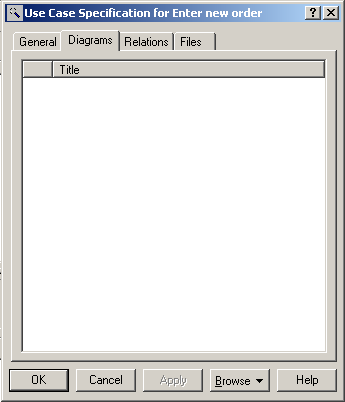 Use Case Specification for Enter new order
General Diagrams Relations Files
Title
OK Cancel Apply Browse Help